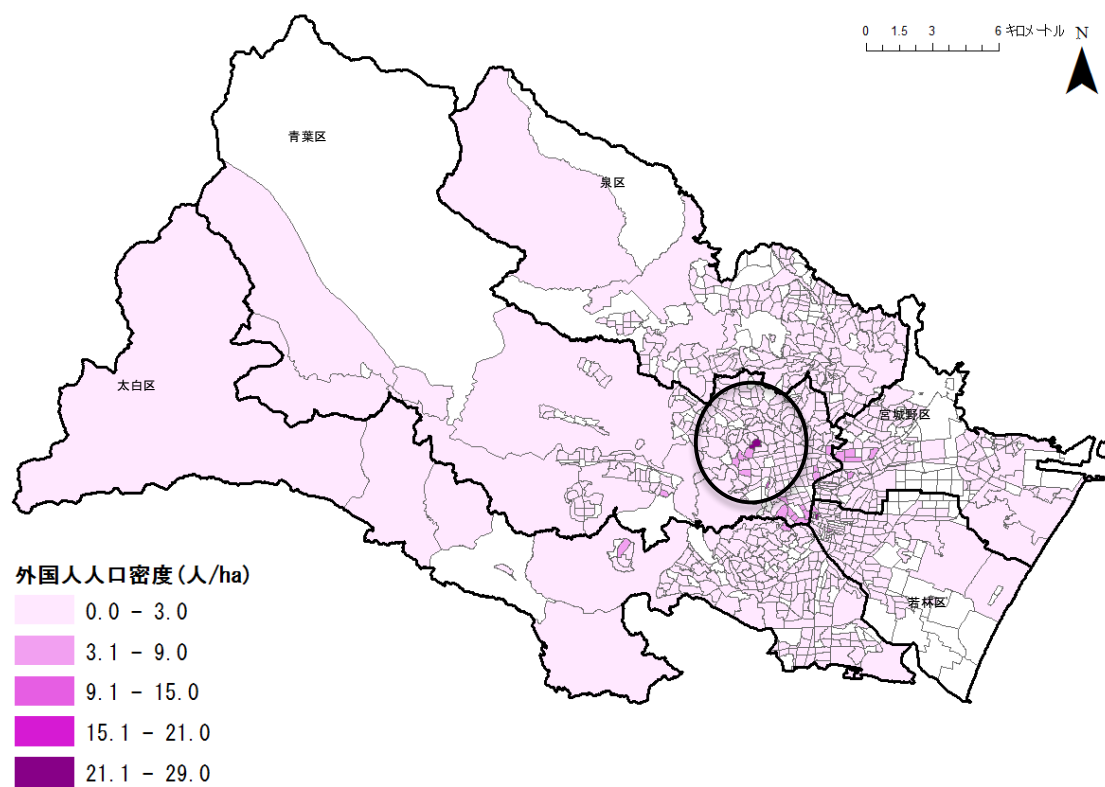 0 1.5 3 6 キロメートル N
青葉区
泉区
太白区
宮城野区
若林区
外国人人口密度(人/ha)
0.0 - 3.0
3.1 - 9.0
9.1 - 15.0
15.1 - 21.0
21.1 - 29.0